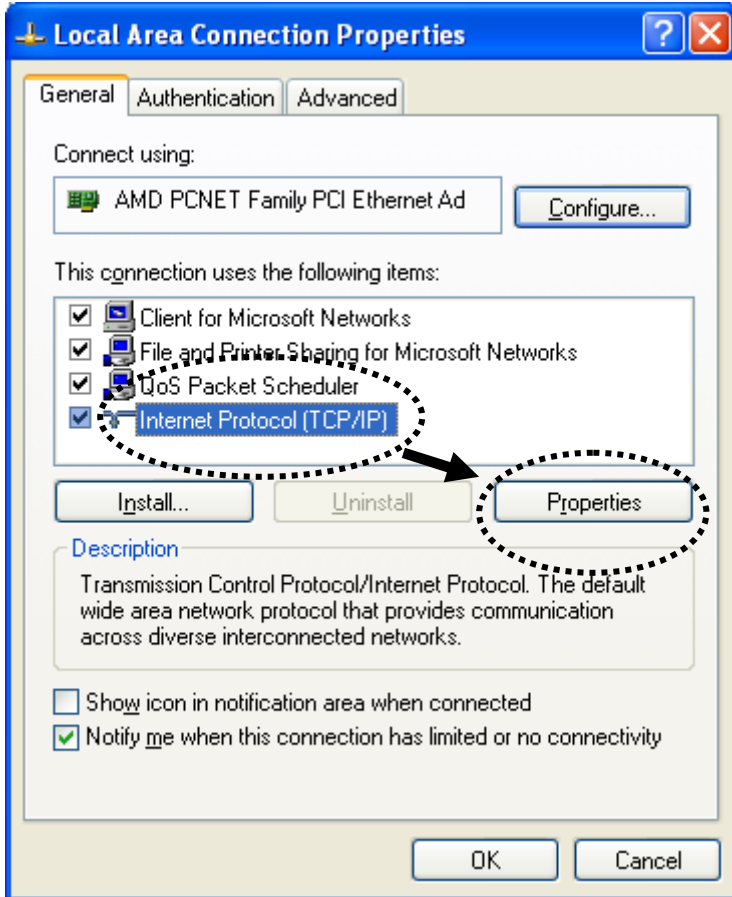 Local Area Connection Properties
General Authentication Advanced
Connect using:
AMD PCNET Family PCI Ethernet Ad
Configure...
This connection uses the following items:
Client for Microsoft Networks
File and Printer Sharing for Microsoft Networks
QoS Packet Scheduler
Internet Protocol (TCP/IP)
Install... Uninstall Properties
Description
Transmission Control Protocol/Internet Protocol. The default
wide area network protocol that provides communication
across diverse interconnected networks.
Show icon in notification area when connected
Notify me when this connection has limited or no connectivity
OK Cancel